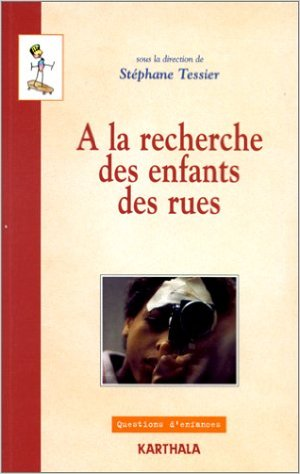 sous la direction de
Stéphane Tessier
A la recherche
des enfants
des rues
Questions d'enfances
KARTHALA